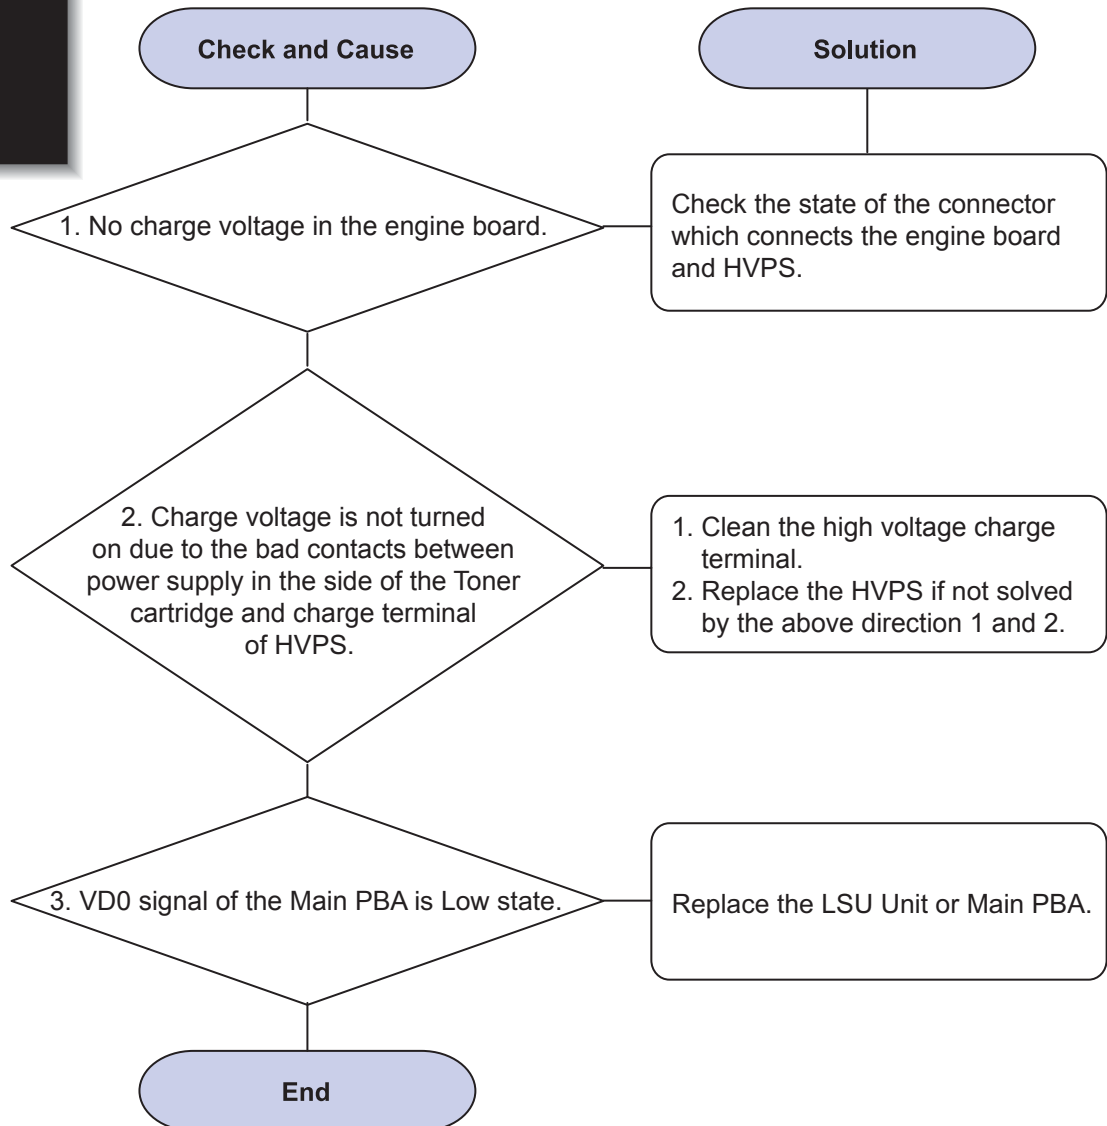 Check and Cause
Solution
1. No charge voltage in the engine board.
Check the state of the connector
which connects the engine board
and HVPS.
2. Charge voltage is not turned
on due to the bad contacts between
power supply in the side of the Toner
cartridge and charge terminal
of HVPS.
1. Clean the high voltage charge
terminal.
2. Replace the HVPS if not solved
by the above direction 1 and 2.
3. VD0 signal of the Main PBA is Low state.
Replace the LSU Unit or Main PBA.
End